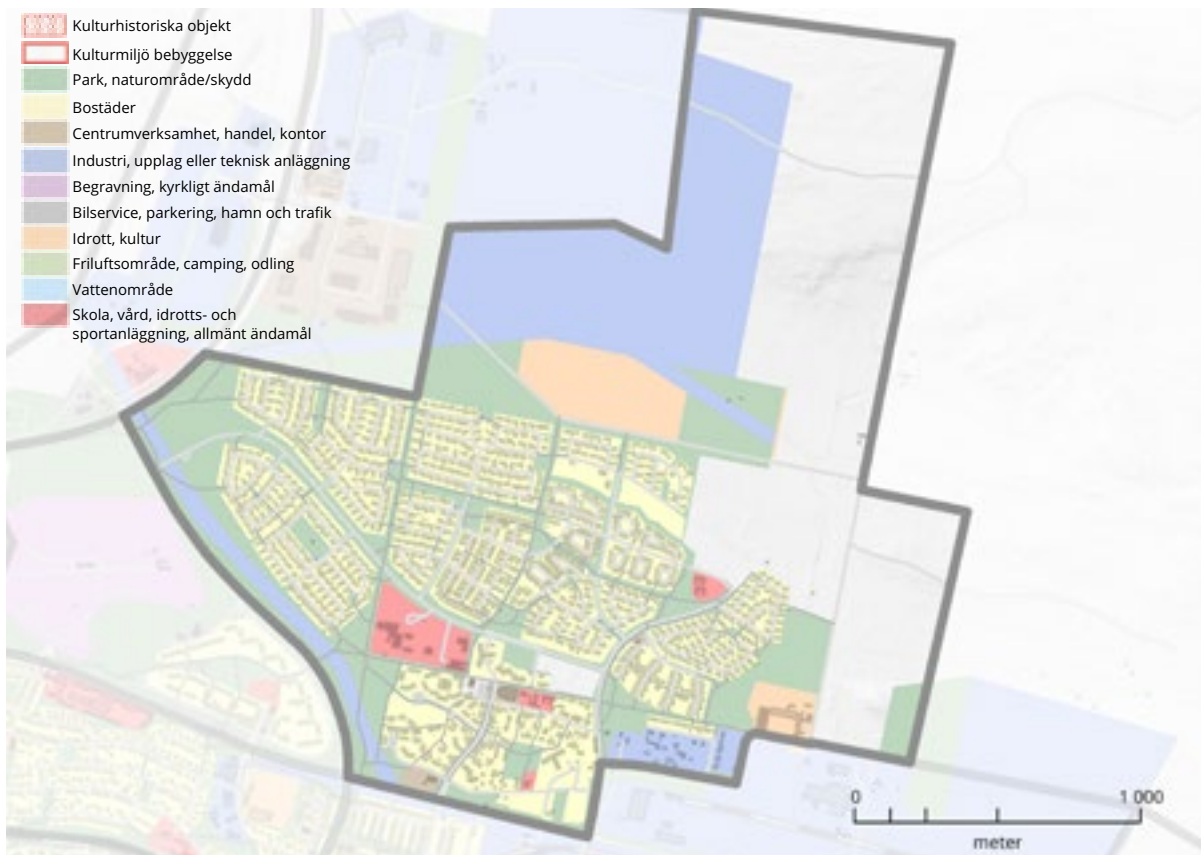 Kulturhistoriska objekt
Kulturmiljö bebyggelse
Park, naturområde/skydd
Bostäder
Centrumverksamhet, handel, kontor
Industri, upplag eller teknisk anläggning
Begravning, kyrkligt ändamål
Bilservice, parkering, hamn och trafik
Idrott, kultur
Friluftsområde, camping, odling
Vattenområde
Skola, vård, idrotts- och
sportanläggning, allmänt ändamål
0 1 000
meter